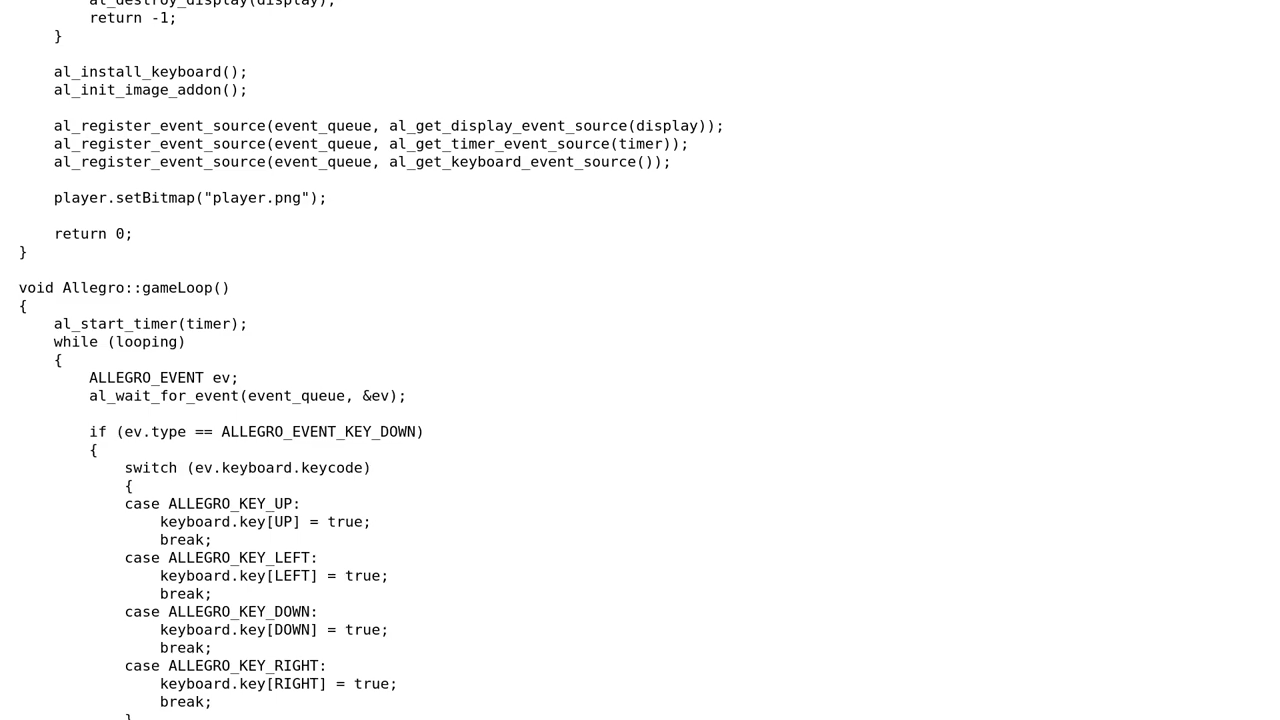 al_destroy_display(display);
        return -1;
    }

    al_install_keyboard();
    al_init_image_addon();

    al_register_event_source(event_queue, al_get_display_event_source(display));
    al_register_event_source(event_queue, al_get_timer_event_source(timer));
    al_register_event_source(event_queue, al_get_keyboard_event_source());

    player.setBitmap("player.png");

    return 0;
}

void Allegro::gameLoop()
{
    al_start_timer(timer);
    while (looping)
    {
        ALLEGRO_EVENT ev;
        al_wait_for_event(event_queue, &ev);

        if (ev.type == ALLEGRO_EVENT_KEY_DOWN)
        {
            switch (ev.keyboard.keycode)
            {
            case ALLEGRO_KEY_UP:
                keyboard.key[UP] = true;
                break;
            case ALLEGRO_KEY_LEFT:
                keyboard.key[LEFT] = true;
                break;
            case ALLEGRO_KEY_DOWN:
                keyboard.key[DOWN] = true;
                break;
            case ALLEGRO_KEY_RIGHT:
                keyboard.key[RIGHT] = true;
                break;
            }